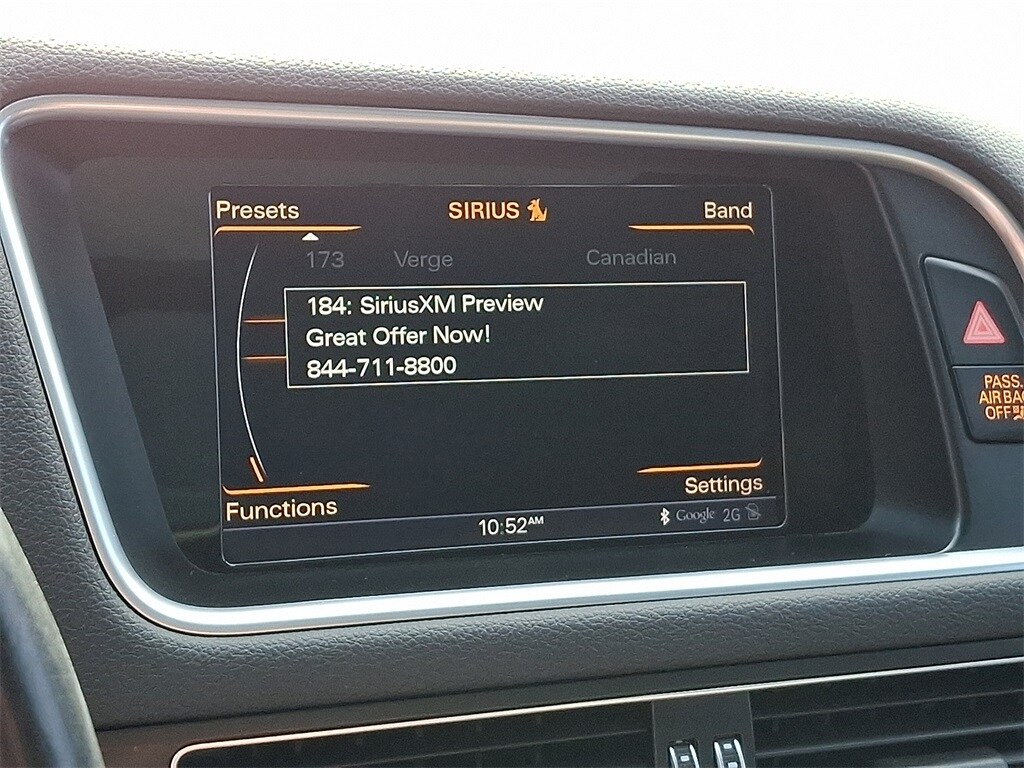 Presets
SIRIUS
Band
173 Verge Canadian
184: SiriusXM Preview
Great Offer Now!
844-711-8800
Settings
Functions
10:52AM
Google 2G
PASS.
AIR BAG
OFF